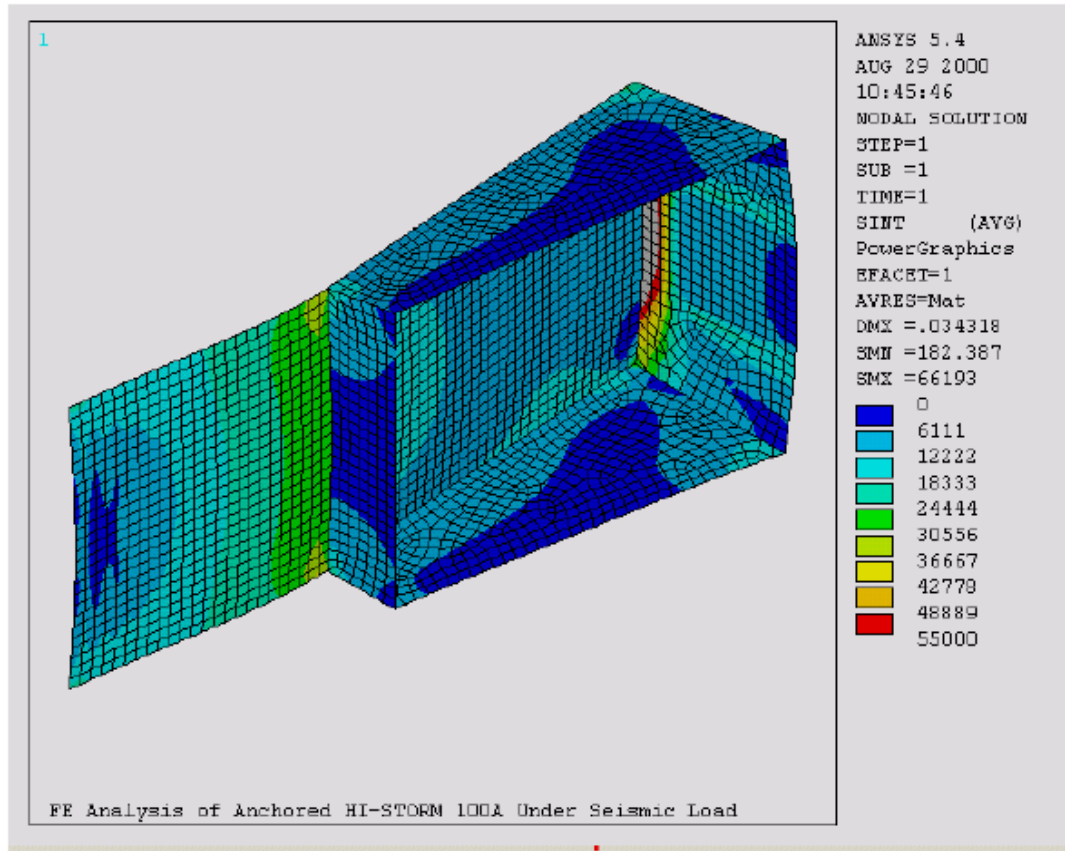 1
ANSYS 5.4
AUG 29 2000
10:45:46
NODAL SOLUTION
STEP=1
SUB =1
TIME=1
SINT (AVG)
PowerGraphics
EFACET=1
AVRES=Mat
DMX =.034318
SMN =182.387
SMX =66193
0
6111
12222
18333
24444
30556
36667
42778
48889
55000
FE Analysis of Anchored HI-STORM 100A Under Seismic Load